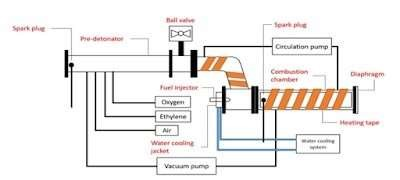 Ball valve
Spark plug
Spark plug
Pre-detonator
Circulation pump
Combustion
chamber
Diaphragm
Fuel injector
Oxygen
Ethylene
Air
Heating tape
Water cooling
jacket
Water cooling
system
Vacuum pump